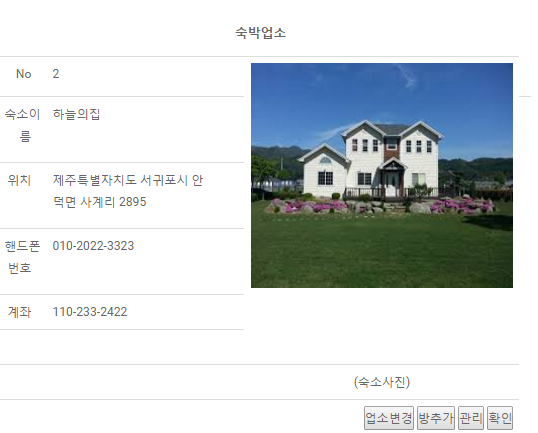 숙박업소
No 2
숙소이
름
하늘의집
위치
제주특별자치도 서귀포시 안
덕면 사계리 2895
핸드폰
번호
010-2022-3323
계좌 110-233-2422
(숙소사진)
업소변경 방추가 관리 확인